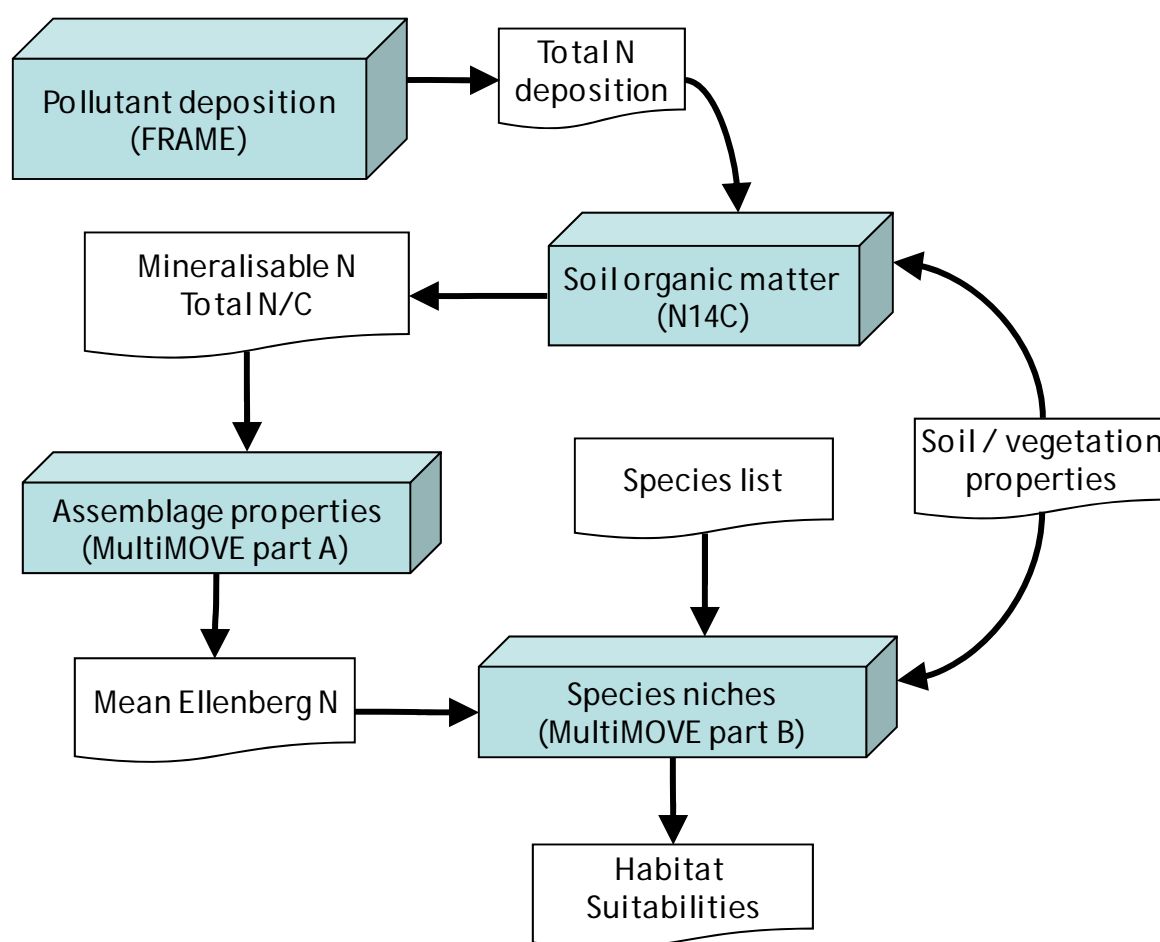 Total N
deposition
Pollutant deposition
(FRAME)
Mineralisable N
Total N/C
Soil organic matter
(N14C)
Soil / vegetation
properties
Species list
Assemblage properties
(MultiMOVE part A)
Mean Ellenberg N
Species niches
(MultiMOVE part B)
Habitat
Suitabilities